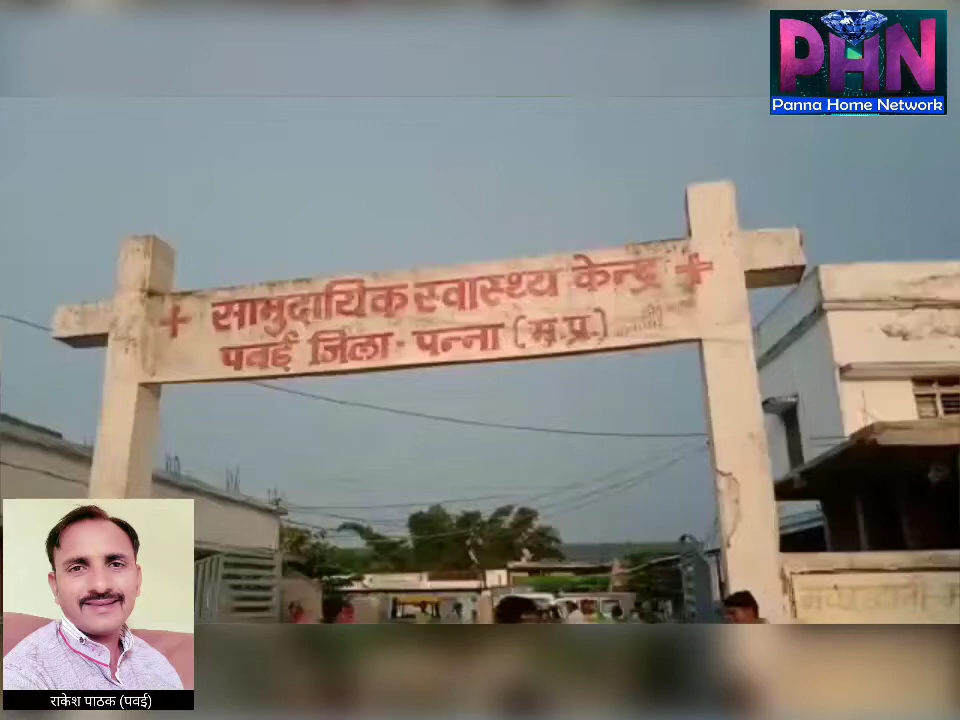 PHN
Panna Home Network
सामुदायिक स्वास्थ्य केन्द्र
पवई जिला - पन्ना (म.प्र.)
राकेश पाठक (पवई)